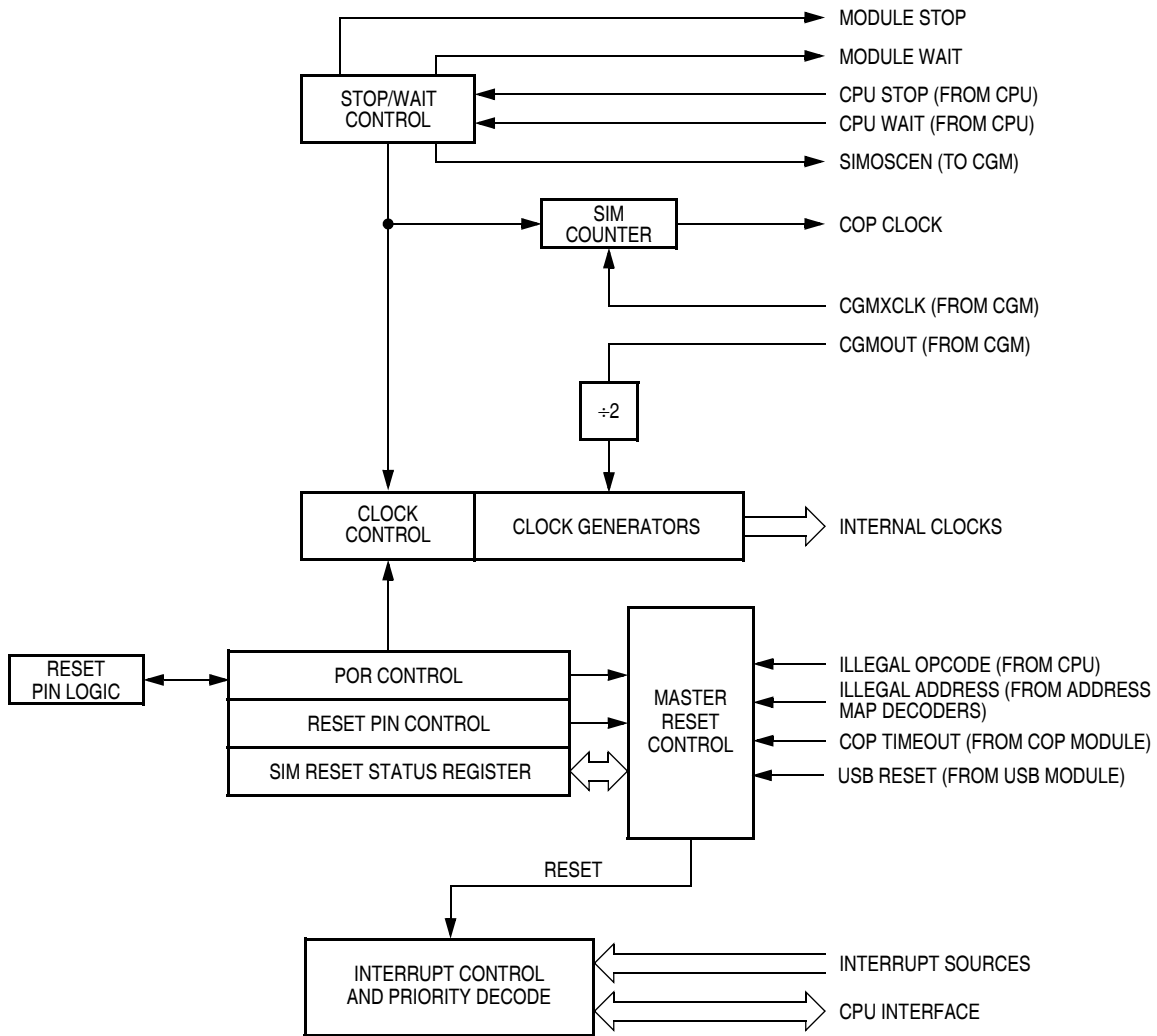 MODULE STOP
MODULE WAIT
STOP/WAIT
CONTROL
CPU STOP (FROM CPU)
CPU WAIT (FROM CPU)
SIMOSCEN (TO CGM)
SIM
COUNTER
COP CLOCK
CGMXCLK (FROM CGM)
CGMOUT (FROM CGM)
÷2
CLOCK
CONTROL
CLOCK GENERATORS
INTERNAL CLOCKS
RESET
PIN LOGIC
POR CONTROL
RESET PIN CONTROL
SIM RESET STATUS REGISTER
MASTER
RESET
CONTROL
ILLEGAL OPCODE (FROM CPU)
ILLEGAL ADDRESS (FROM ADDRESS
MAP DECODERS)
COP TIMEOUT (FROM COP MODULE)
USB RESET (FROM USB MODULE)
RESET
INTERRUPT CONTROL
AND PRIORITY DECODE
INTERRUPT SOURCES
CPU INTERFACE